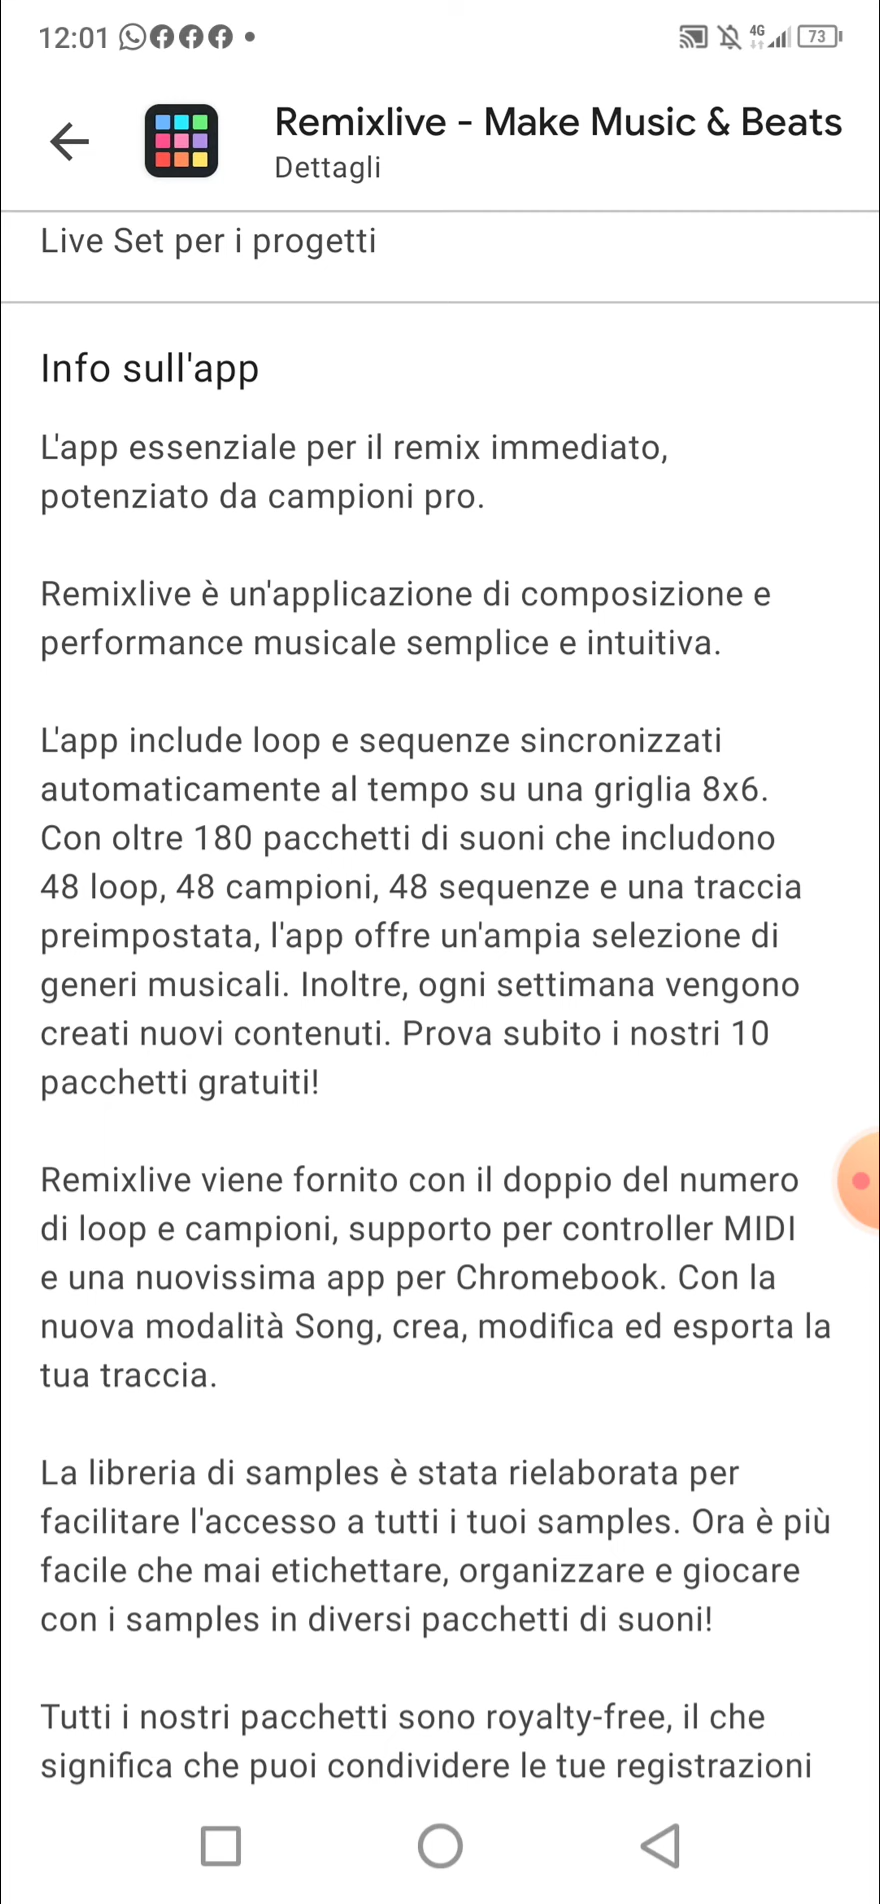 12:01
4G
73
Remixlive - Make Music & Beats
Dettagli
Live Set per i progetti
Info sull'app
L'app essenziale per il remix immediato,
potenziato da campioni pro.
Remixlive è un'applicazione di composizione e
performance musicale semplice e intuitiva.
L'app include loop e sequenze sincronizzati
automaticamente al tempo su una griglia 8x6.
Con oltre 180 pacchetti di suoni che includono
48 loop, 48 campioni, 48 sequenze e una traccia
preimpostata, l'app offre un'ampia selezione di
generi musicali. Inoltre, ogni settimana vengono
creati nuovi contenuti. Prova subito i nostri 10
pacchetti gratuiti!
Remixlive viene fornito con il doppio del numero
di loop e campioni, supporto per controller MIDI
e una nuovissima app per Chromebook. Con la
nuova modalità Song, crea, modifica ed esporta la
tua traccia.
La libreria di samples è stata rielaborata per
facilitare l'accesso a tutti i tuoi samples. Ora è più
facile che mai etichettare, organizzare e giocare
con i samples in diversi pacchetti di suoni!
Tutti i nostri pacchetti sono royalty-free, il che
significa che puoi condividere le tue registrazioni